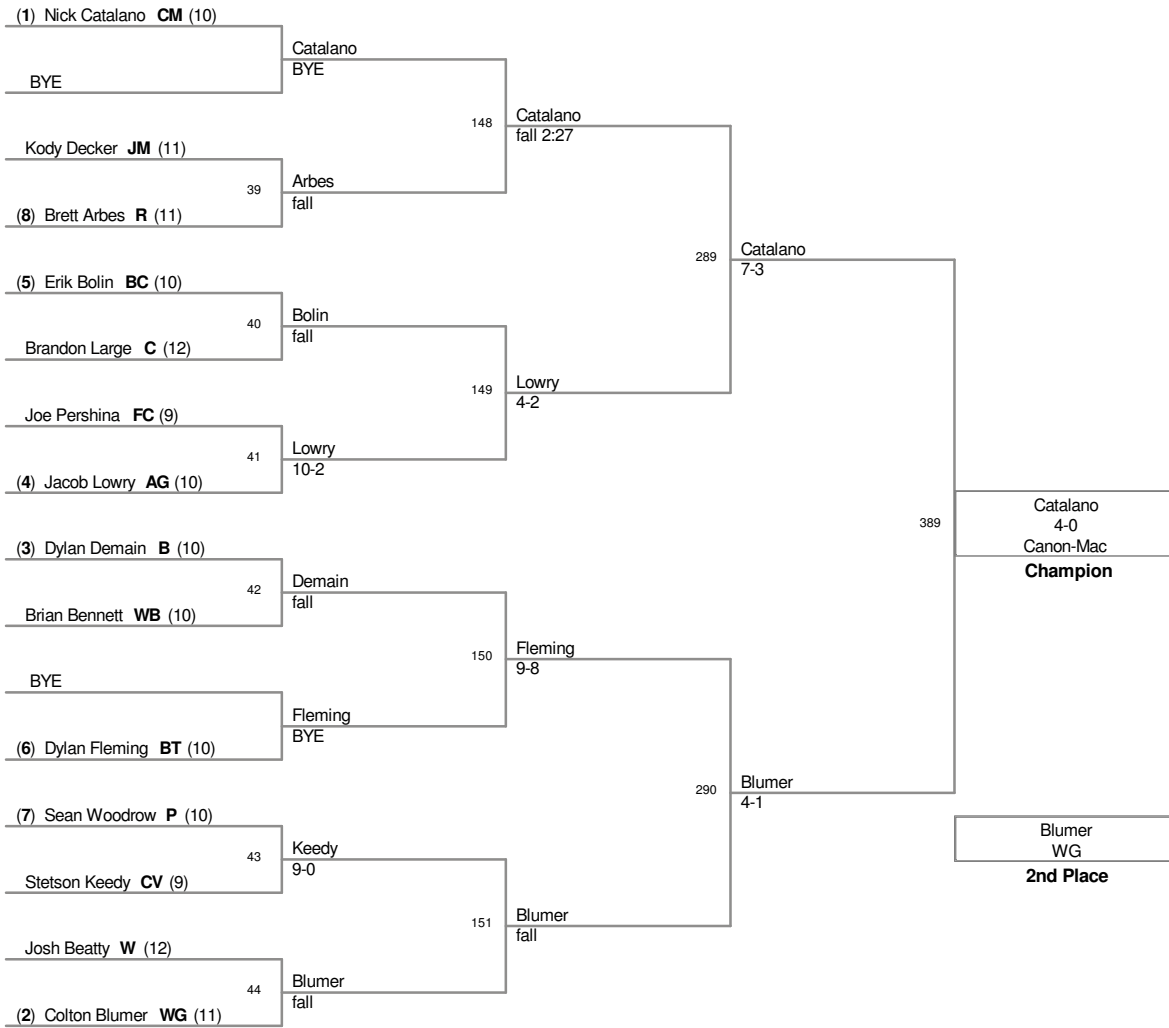 (1) Nick Catalano CM (10)
BYE
Kody Decker JM (11)
(8) Brett Arbes R (11)
(5) Erik Bolin BC (10)
Brandon Large C (12)
Joe Pershina FC (9)
(4) Jacob Lowry AG (10)
(3) Dylan Demain B (10)
Brian Bennett WB (10)
BYE
(6) Dylan Fleming BT (10)
(7) Sean Woodrow P (10)
Stetson Keedy CV (9)
Josh Beatty W (12)
(2) Colton Blumer WG (11)
Catalano
BYE
39
Arbes
fall
40
Bolin
fall
41
Lowry
10-2
42
Demain
fall
Fleming
BYE
43
Keedy
9-0
44
Blumer
fall
148
Catalano
fall 2:27
149
Lowry
4-2
150
Fleming
9-8
151
Blumer
fall
289
Catalano
7-3
290
Blumer
4-1
389
Catalano
4-0
Canon-Mac
Champion
Blumer
WG
2nd Place